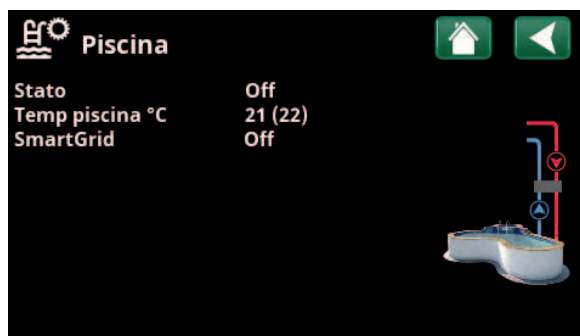 Piscina
Stato Off
Temp piscina °C 21 (22)
SmartGrid Off